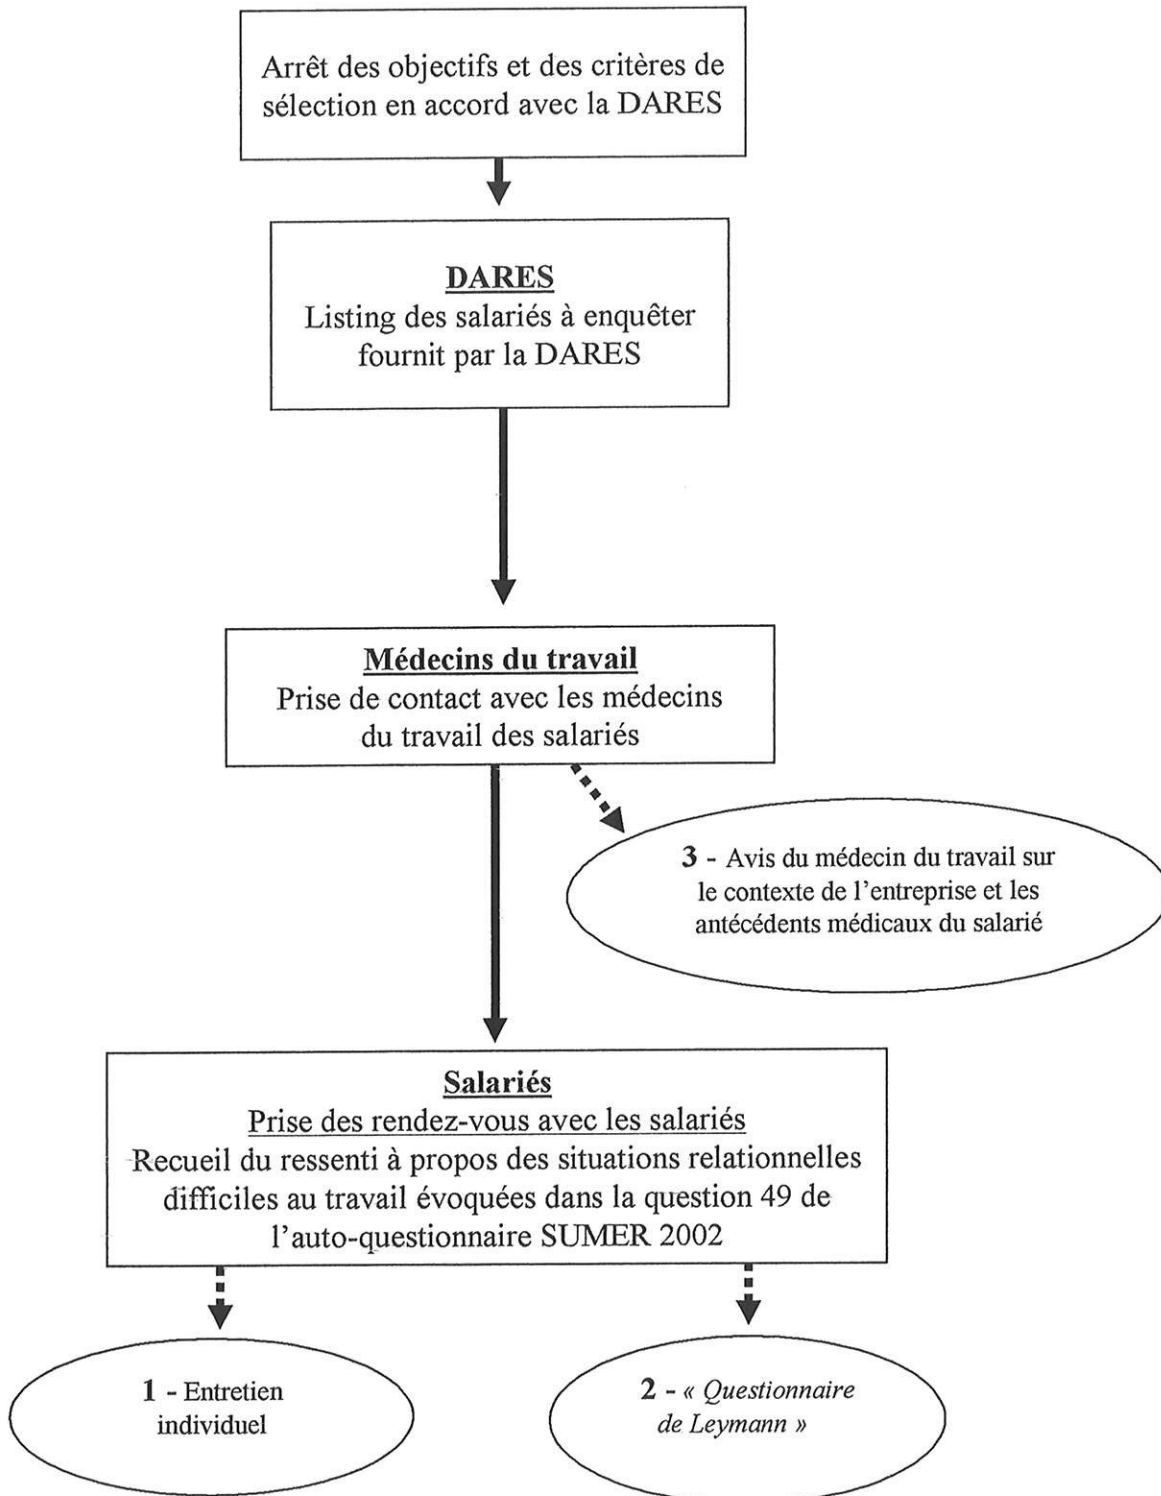 Arrêt des objectifs et des critères de
sélection en accord avec la DARES
DARES
Listing des salariés à enquêter
fournit par la DARES
Médecins du travail
Prise de contact avec les médecins
du travail des salariés
3 - Avis du médecin du travail sur
le contexte de l'entreprise et les
antécédents médicaux du salarié
Salariés
Prise des rendez-vous avec les salariés
Recueil du ressenti à propos des situations relationnelles
difficiles au travail évoquées dans la question 49 de
l'auto-questionnaire SUMER 2002
1 - Entretien
individuel
2 - « Questionnaire
de Leymann »